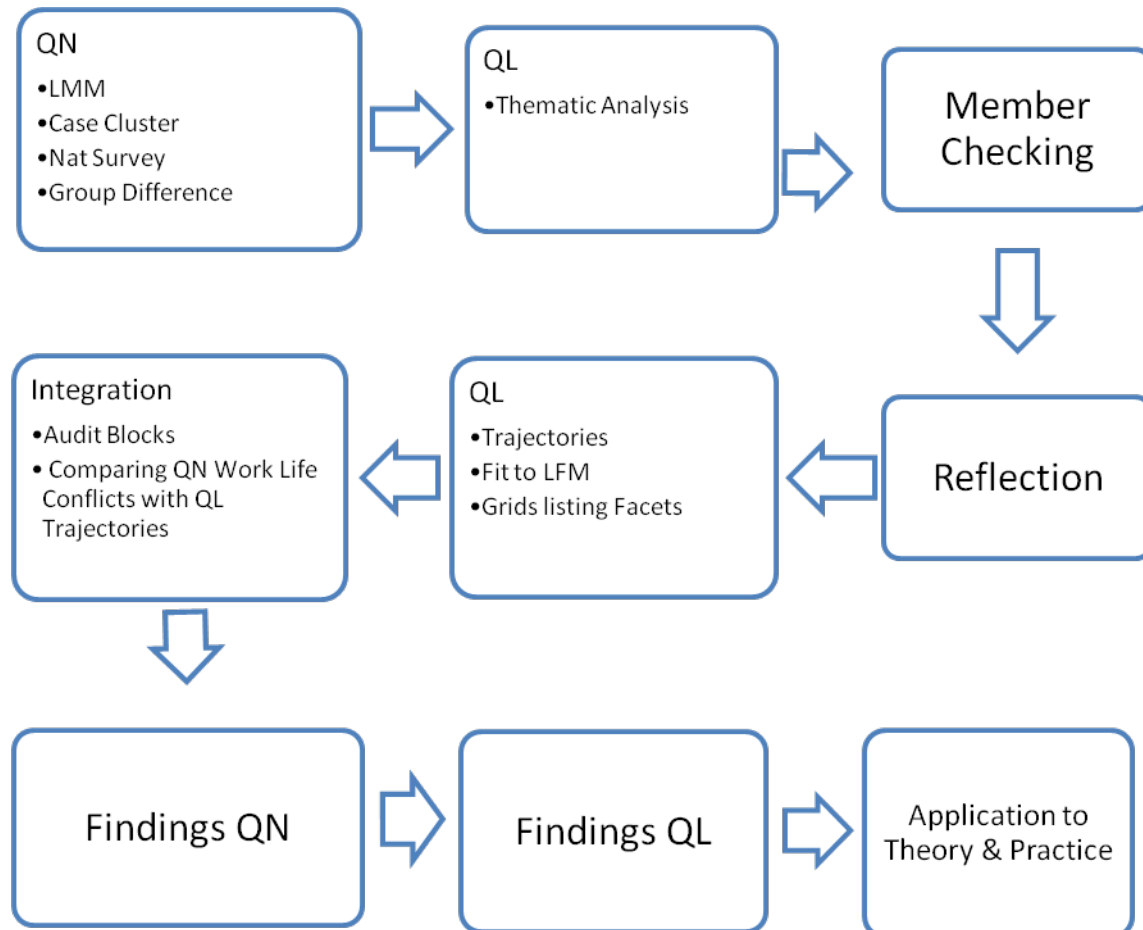 QN
•LMM
•Case Cluster
•Nat Survey
•Group Difference
QL
•Thematic Analysis
Member
Checking
Integration
•Audit Blocks
• Comparing QN Work Life
Conflicts with QL
Trajectories
QL
•Trajectories
•Fit to LFM
•Grids listing Facets
Reflection
Findings QN
Findings QL
Application to
Theory & Practice